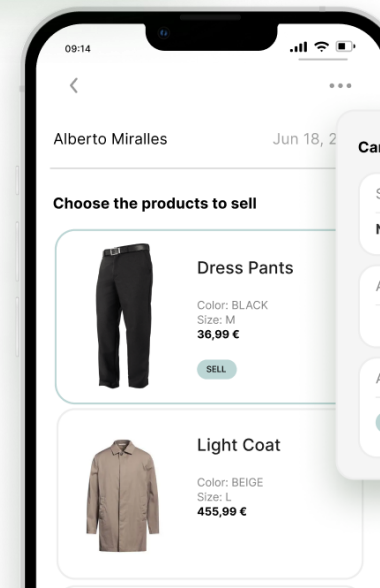 09:14
Alberto Miralles
Jun 18, 2
Choose the products to sell
Dress Pants
Color: BLACK
Size: M
36,99 €
SELL
Light Coat
Color: BEIGE
Size: L
455,99 €